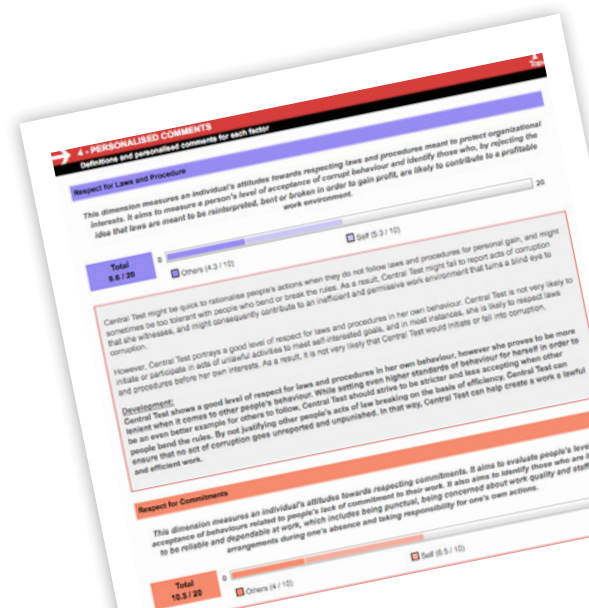 Top
4 - PERSONALISED COMMENTS
Definitions and personalised comments for each factor
Respect for Laws and Procedure
This dimension measures an individual's attitudes towards respecting laws and procedures meant to protect organizational
interests. It aims to measure a person's level of acceptance of corrupt behaviour and identify those who, by rejecting the
idea that laws are meant to be reinterpreted, bent or broken in order to gain profit, are likely to contribute to a profitable
work environment.
Total
9.6 / 20
0
20
Others (4.3 / 10)
Self (5.3 / 10)
Central Test might be quick to rationalise people's actions when they do not follow laws and procedures for personal gain, and might
sometimes be too tolerant with people who bend or break the rules. As a result, Central Test might fail to report acts of corruption
that she witnesses, and might consequently contribute to an inefficient and permissive work environment that turns a blind eye to
corruption.
However, Central Test portrays a good level of respect for laws and procedures in her own behaviour. Central Test is not very likely to
initiate or participate in acts of unlawful activities to meet self-interested goals, and in most instances, she is likely to respect laws
and procedures before her own interests. As a result, it is not very likely that Central Test would initiate or fall into corruption.
Development:
Central Test shows a good level of respect for laws and procedures in her own behaviour, however she proves to be more
lenient when it comes to other people's behaviour. While setting even higher standards of behaviour for herself in order to
be an even better example for others to follow, Central Test should strive to be stricter and less accepting when other
people bend the rules. By not justifying other people's acts of law breaking on the basis of efficiency, Central Test can
ensure that no act of corruption goes unreported and unpunished. In that way, Central Test can help create a work a lawful
and efficient work.
Respect for Commitments
This dimension measures an individual's attitudes towards respecting commitments. It aims to evaluate people's level
acceptance of behaviours related to people's lack of commitment to their work. It also aims to identify those who are
to be reliable and dependable at work, which includes being punctual, being concerned about work quality and staff
arrangements during one's absence and taking responsibility for one's own actions.
Total
10.5 / 20
0
Others (4 / 10)
Self (6.5 / 10)